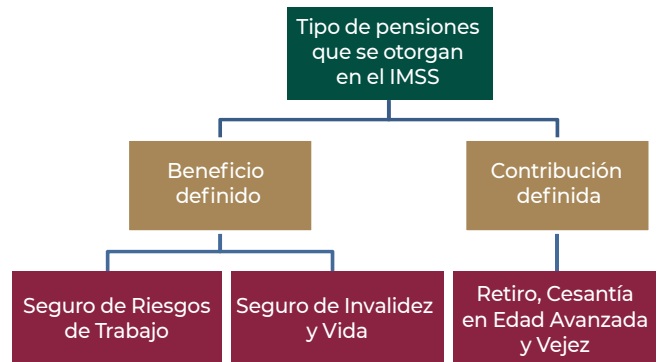 Tipo de pensiones
que se otorgan
en el IMSS
Beneficio
definido
Contribución
definida
Seguro de Riesgos
de Trabajo
Seguro de Invalidez
y Vida
Retiro, Cesantía
en Edad Avanzada
y Vejez